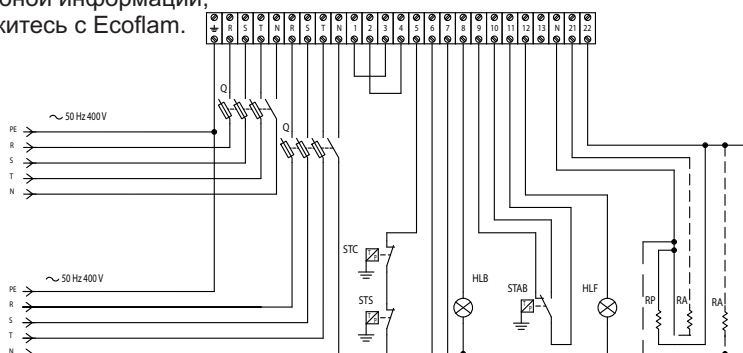 бной информации,
житесь с Ecoflam.
R S T N R S T N 1 2 3 4 5 6 7 8 9 10 11 12 13 N 21 22
Q
50 Hz 400 V
PE
R
S
T
N
Q
STC
T P
50 Hz 400 V
PE
R
S
T
N
STS
T P
HLB
STAB
T P
HLF
RP
RA
RA